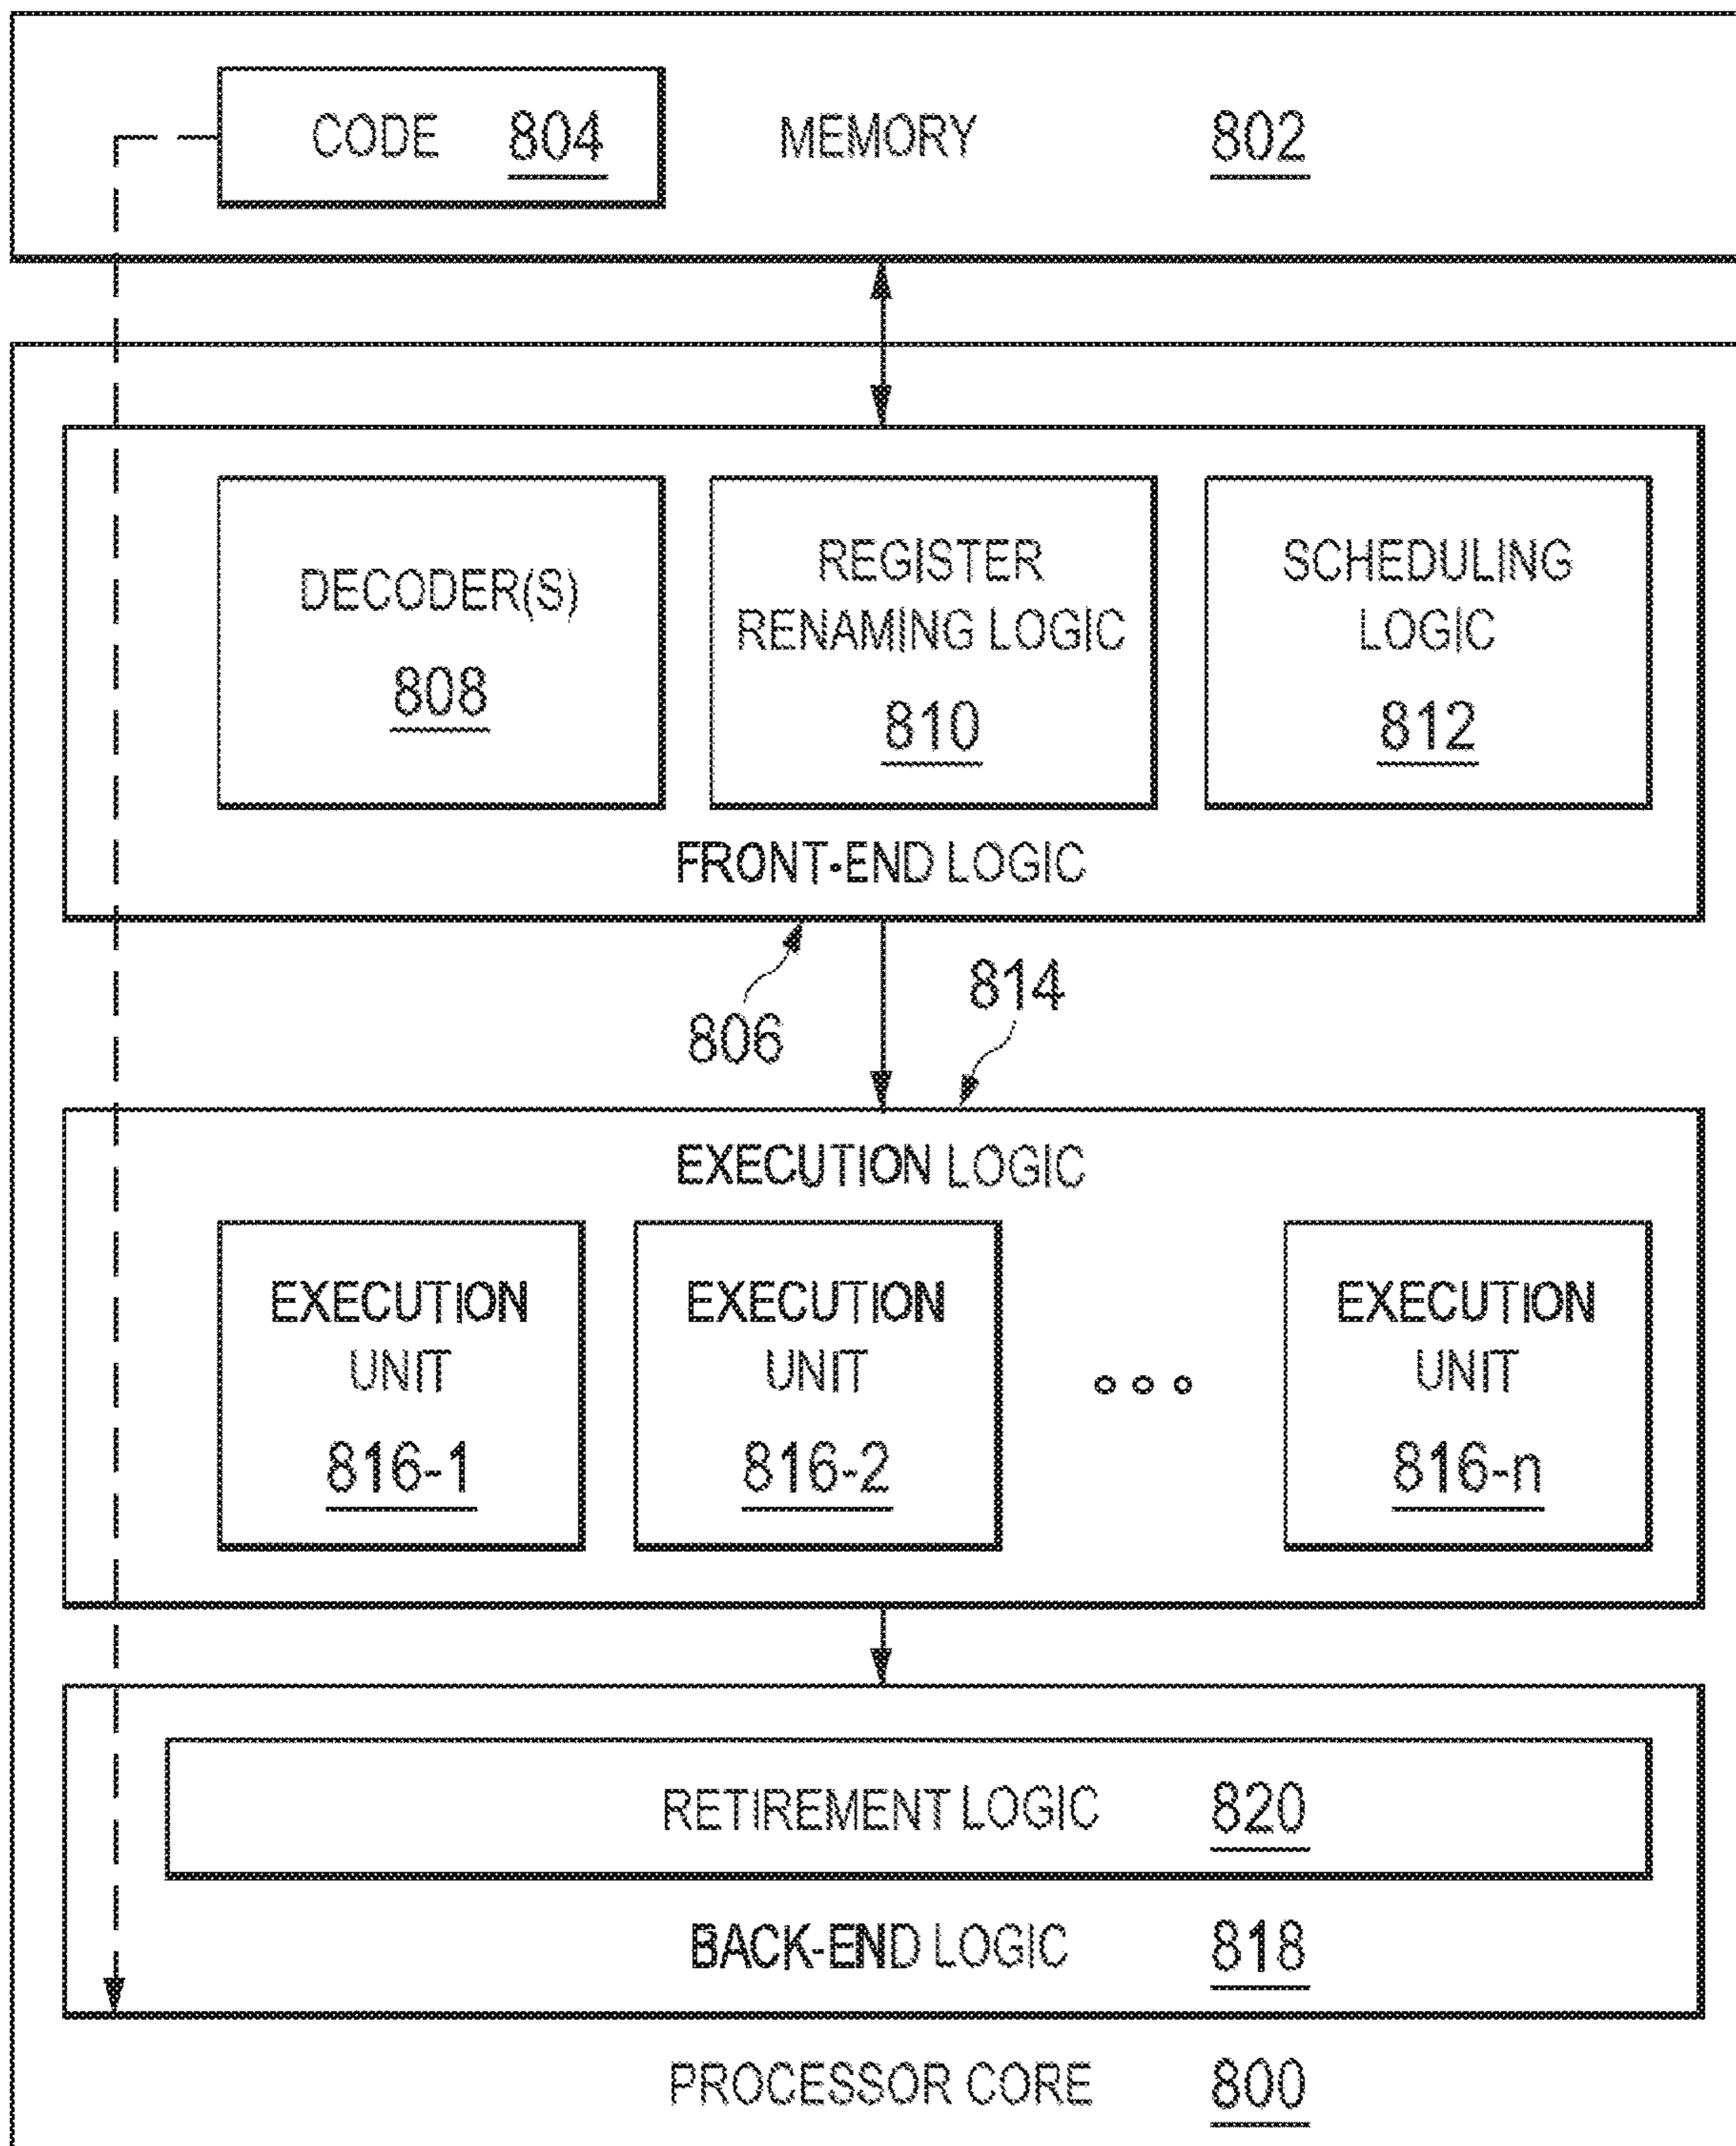 CODE 804 MEMORY 802
DECODER(S)
808
REGISTER
RENAMING LOGIC
810
SCHEDULING
LOGIC
812
FRONT-END LOGIC
806
814
EXECUTION LOGIC
EXECUTION
UNIT
816-1
EXECUTION
UNIT
816-2
EXECUTION
UNIT
816-n
RETIREMENT LOGIC 820
BACK-END LOGIC 818
PROCESSOR CORE 800